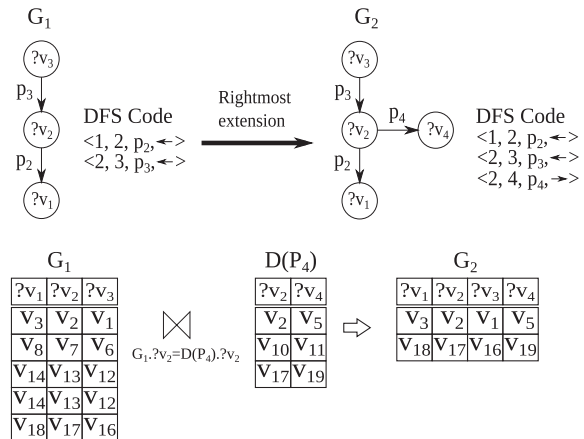 G1 G2
?v3 ?v3
p3 p3 p4
DFS Code Rightmost extension DFS Code
?v2 <1, 2, p2,←> ?v2 ?v4 <1, 2, p2,←>
p2 <2, 3, p3,←> p2 <2, 3, p3,←>
<2, 4, p4,→>
?v1 ?v1
G1 D(P4) G2
?v1 ?v2 ?v3 ?v2 ?v4 ?v1 ?v2 ?v3 ?v4
v3 v2 v1 v2 v5 v3 v2 v1 v5
v8 v7 v6 v10 v11 v18 v17 v16 v19
G1.?v2=D(P4).?v2
v14 v13 v12 v17 v19
v14 v13 v12
v18 v17 v16